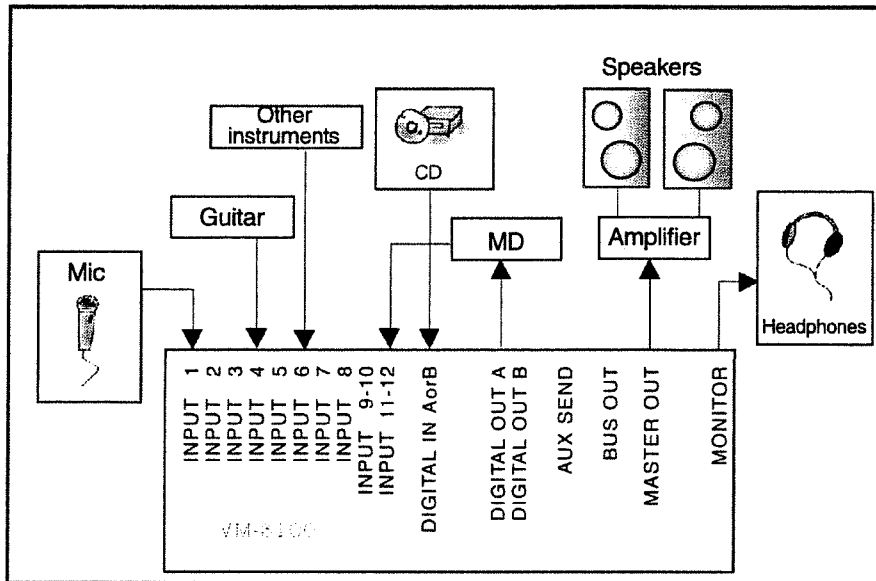 Speakers
Other
instruments
CD
Guitar
MD
Amplifier
Mic
Headphones
INPUT 1
INPUT 2
INPUT 3
INPUT 4
INPUT 5
INPUT 6
INPUT 7
INPUT 8
INPUT 9-10
INPUT 11-12
DIGITAL IN AorB
DIGITAL OUT A
DIGITAL OUT B
AUX SEND
BUS OUT
MASTER OUT
MONITOR
VM-3100